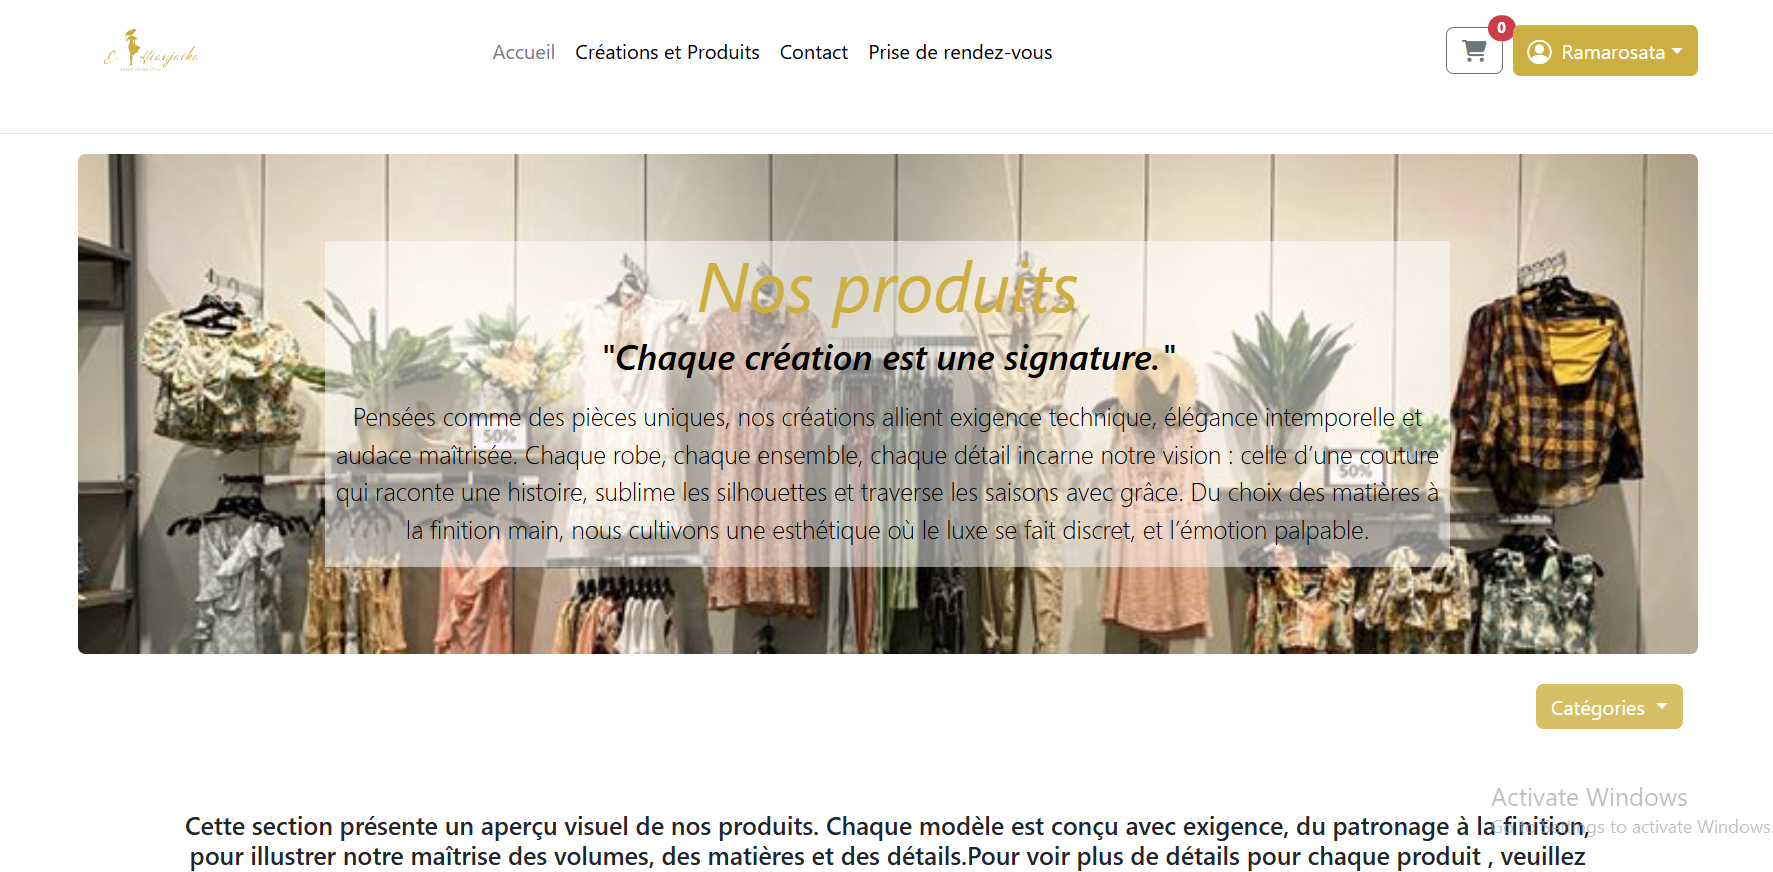 E- Hianjaika
Accueil Créations et Produits Contact Prise de rendez-vous
0
Ramarosata
Nos produits
"Chaque création est une signature."
Pensées comme des pièces uniques, nos créations allient exigence technique, élégance intemporelle et
audace maîtrisée. Chaque robe, chaque ensemble, chaque détail incarne notre vision : celle d’une couture
qui raconte une histoire, sublime les silhouettes et traverse les saisons avec grâce. Du choix des matières à
la finition main, nous cultivons une esthétique où le luxe se fait discret, et l’émotion palpable.
50%
50%
Catégories
Activate Windows
Go to Settings to activate Windows.
Cette section présente un aperçu visuel de nos produits. Chaque modèle est conçu avec exigence, du patronage à la finition,
pour illustrer notre maîtrise des volumes, des matières et des détails.Pour voir plus de détails pour chaque produit , veuillez